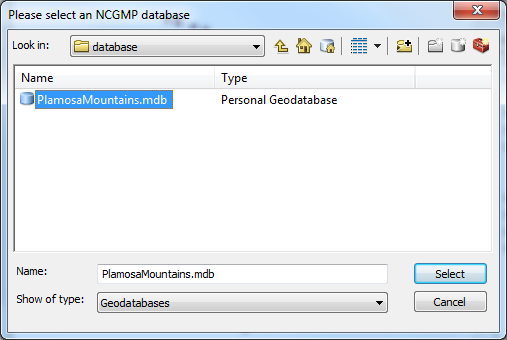 Please select an NCGMP database
Look in: database
Name Type
PlamosaMountains.mdb Personal Geodatabase
Name: PlamosaMountains.mdb Select
Show of type: Geodatabases Cancel